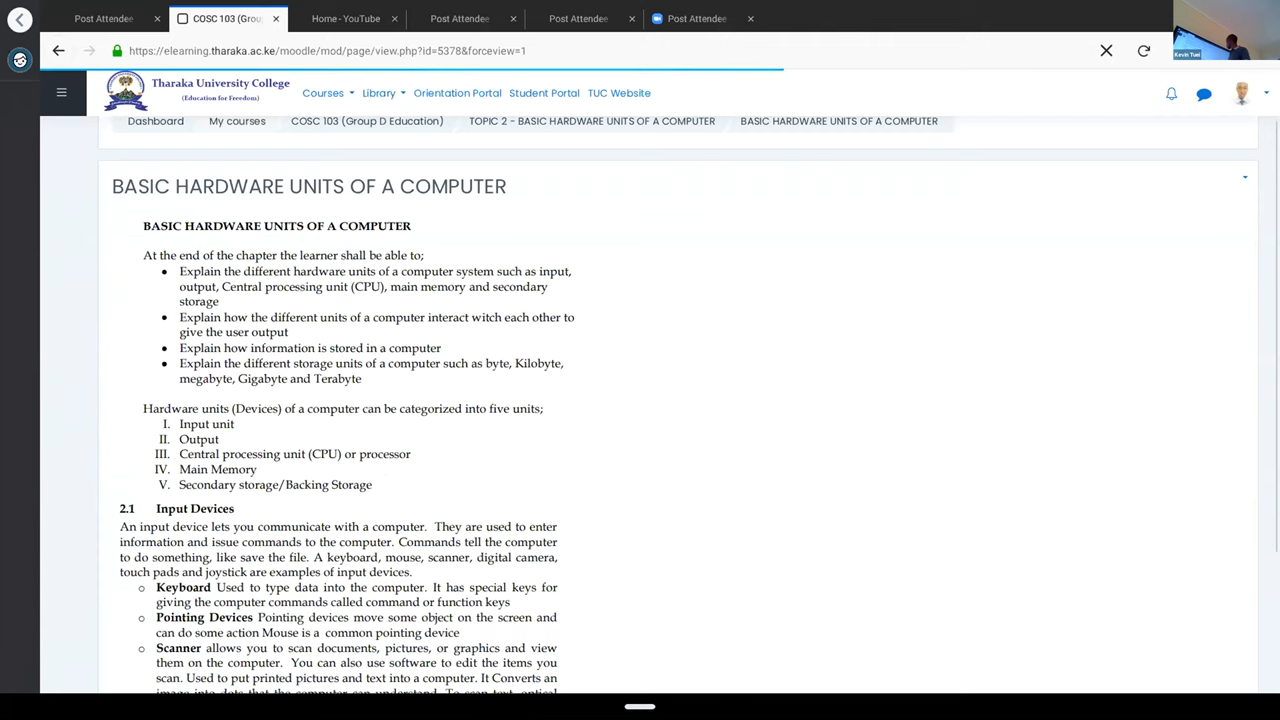 Post Attendee
COSC 103 (Grou
Home - YouTube
Post Attendee
Post Attendee
Post Attendee
https://elearning.tharaka.ac.ke/moodle/mod/page/view.php?id=5378&forceview=1
Kevin Tuei
Tharaka University College
(Education for Freedom)
Courses
Library
Orientation Portal
Student Portal
TUC Website
Dashboard
My courses
COSC 103 (Group D Education)
TOPIC 2 - BASIC HARDWARE UNITS OF A COMPUTER
BASIC HARDWARE UNITS OF A COMPUTER
BASIC HARDWARE UNITS OF A COMPUTER
BASIC HARDWARE UNITS OF A COMPUTER
At the end of the chapter the learner shall be able to;
• Explain the different hardware units of a computer system such as input,
output, Central processing unit (CPU), main memory and secondary
storage
• Explain how the different units of a computer interact witch each other to
give the user output
• Explain how information is stored in a computer
• Explain the different storage units of a computer such as byte, Kilobyte,
megabyte, Gigabyte and Terabyte
Hardware units (Devices) of a computer can be categorized into five units;
I. Input unit
II. Output
III. Central processing unit (CPU) or processor
IV. Main Memory
V. Secondary storage/Backing Storage
2.1 Input Devices
An input device lets you communicate with a computer. They are used to enter
information and issue commands to the computer. Commands tell the computer
to do something, like save the file. A keyboard, mouse, scanner, digital camera,
touch pads and joystick are examples of input devices.
o Keyboard Used to type data into the computer. It has special keys for
giving the computer commands called command or function keys
o Pointing Devices Pointing devices move some object on the screen and
can do some action Mouse is a common pointing device
o Scanner allows you to scan documents, pictures, or graphics and view
them on the computer. You can also use software to edit the items you
scan. Used to put printed pictures and text into a computer. It Converts an
image into dots that the computer can understand. To scan text, optical